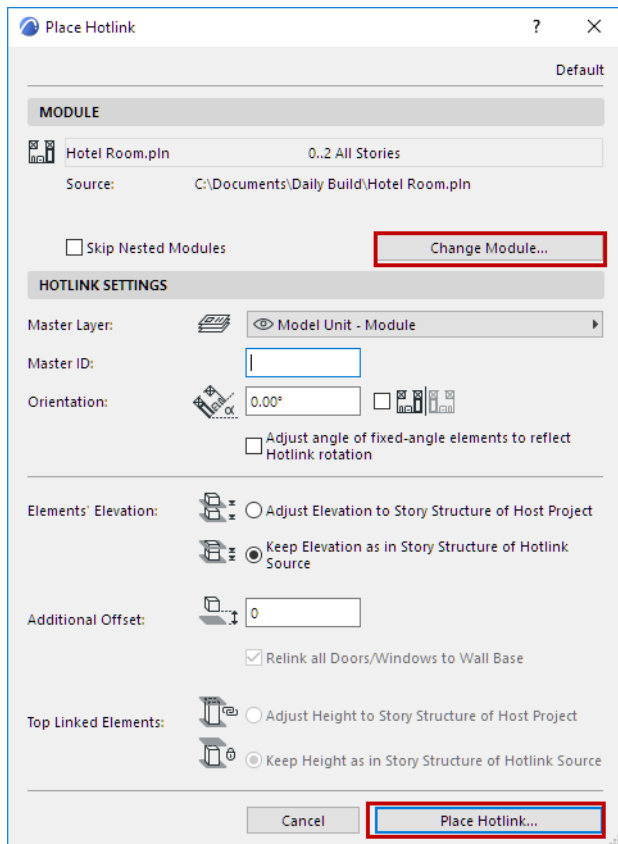 Place Hotlink ? ×
Default
MODULE
Hotel Room.pln 0..2 All Stories
Source: C:\Documents\Daily Build\Hotel Room.pln
Skip Nested Modules Change Module...
HOTLINK SETTINGS
Master Layer: Model Unit - Module
Master ID:
Orientation: α 0.00°
Adjust angle of fixed-angle elements to reflect
Hotlink rotation
Elements' Elevation: Adjust Elevation to Story Structure of Host Project
Keep Elevation as in Story Structure of Hotlink
Source
Additional Offset: 0
Relink all Doors/Windows to Wall Base
Top Linked Elements: Adjust Height to Story Structure of Host Project
Keep Height as in Story Structure of Hotlink Source
Cancel Place Hotlink...